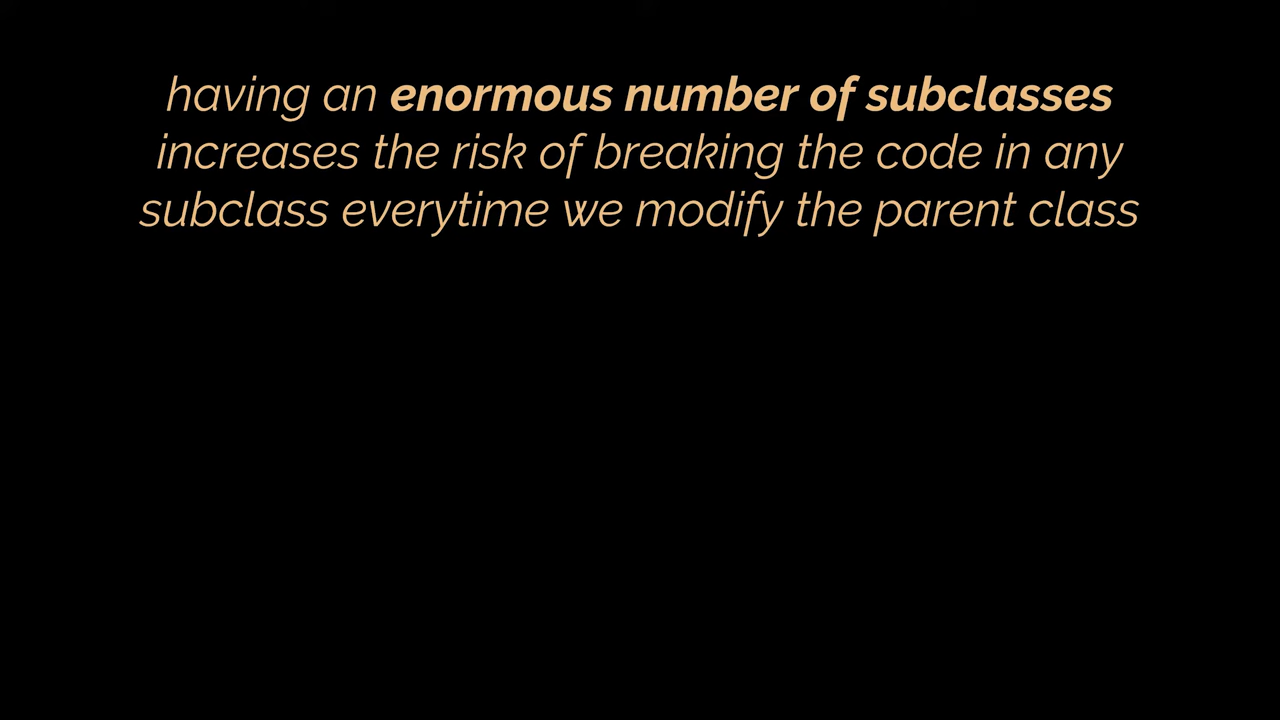 having an enormous number of subclasses
increases the risk of breaking the code in any
subclass everytime we modify the parent class